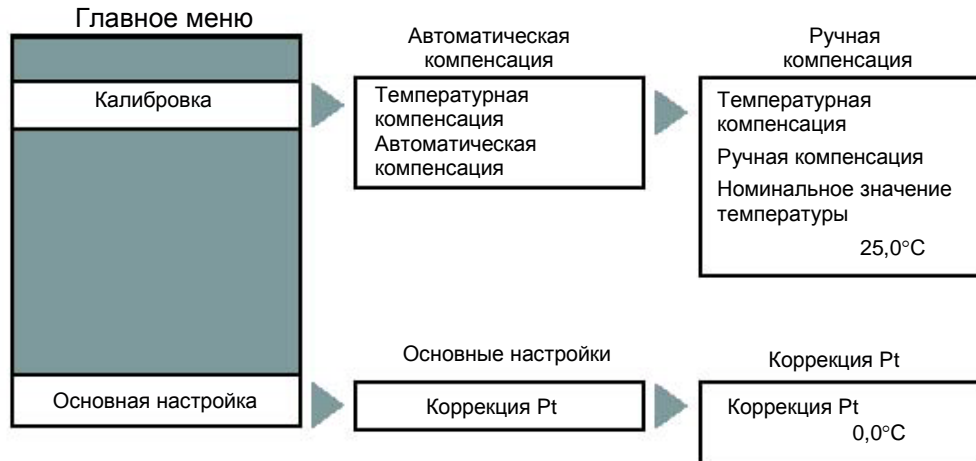 Главное меню
Калибровка
Основная настройка
Автоматическая
компенсация
Температурная
компенсация
Автоматическая
компенсация
Ручная
компенсация
Температурная
компенсация
Ручная компенсация
Номинальное значение
температуры
25,0°C
Основные настройки
Коррекция Pt
Коррекция Pt
Коррекция Pt
0,0°C